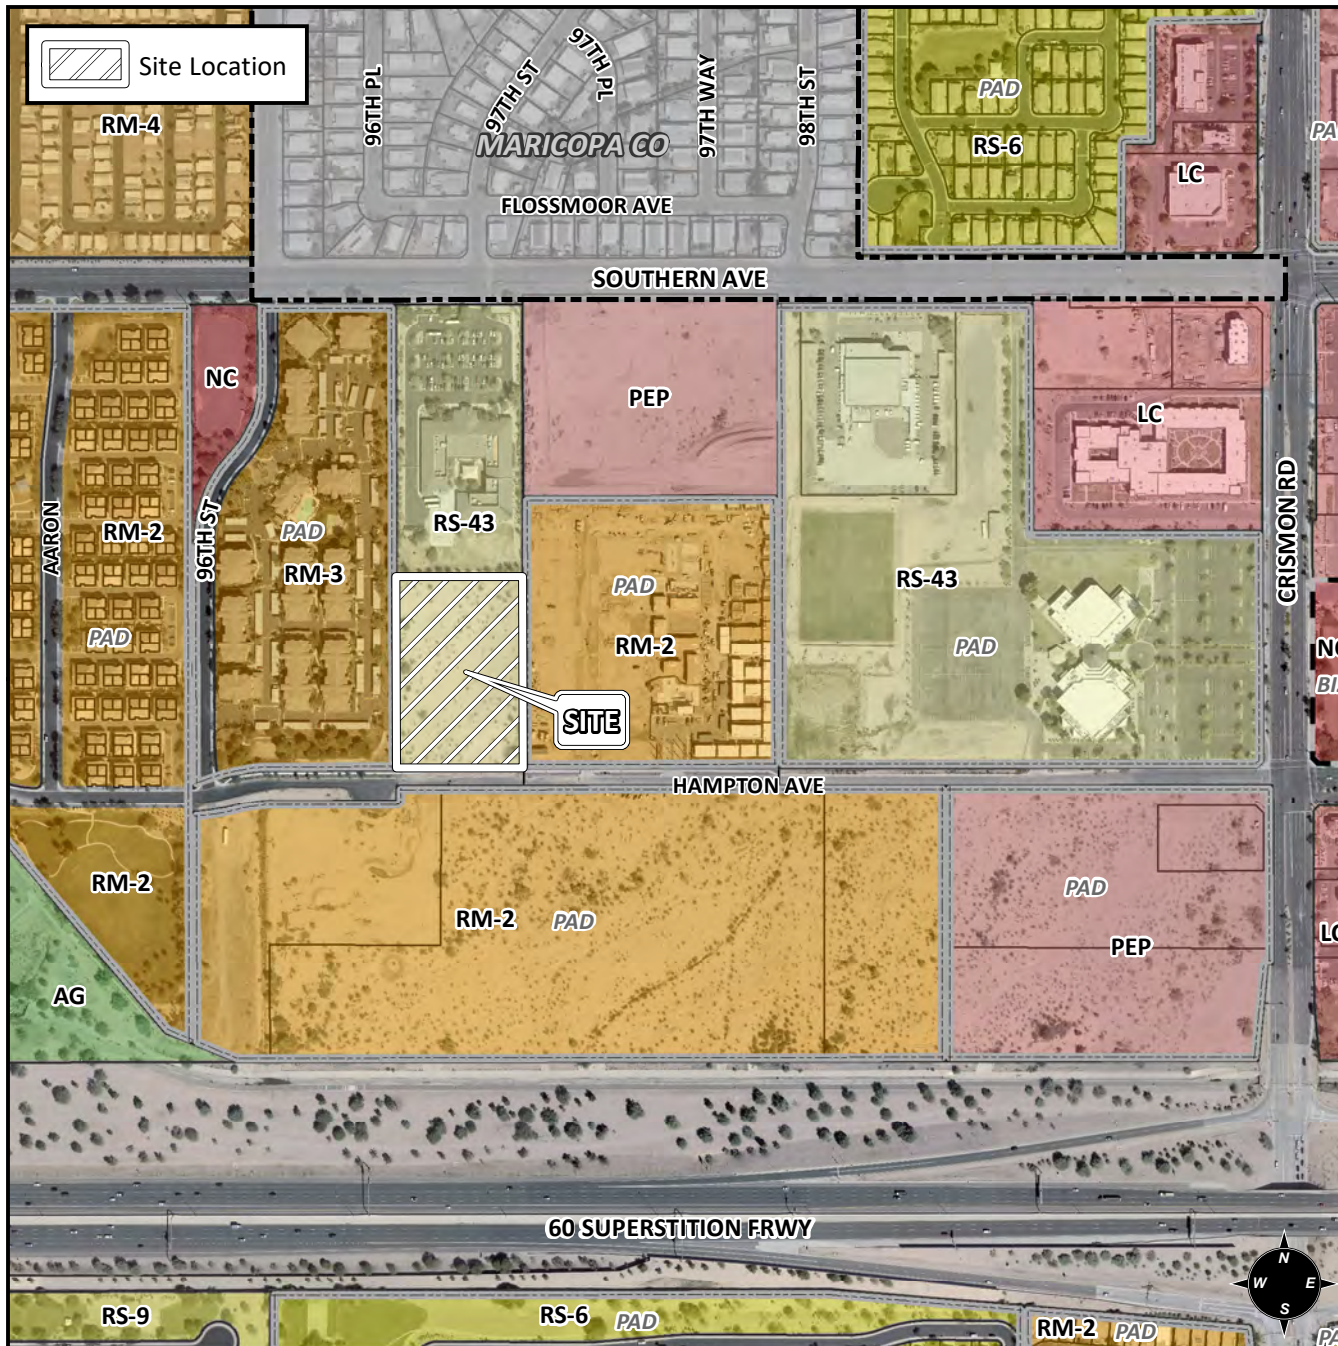 Site Location
RM-4
96TH PL
97TH ST
97TH PL
97TH WAY
98TH ST
MARICOPA CO
FLOSSMOOR AVE
PAD
RS-6
LC
SOUTHERN AVE
NC
PEP
LC
AARON
RM-2
PAD
96TH ST
PAD
RM-3
RS-43
PAD
RM-2
RS-43
PAD
CRISMON RD
SITE
HAMPTON AVE
RM-2
RM-2
PAD
PAD
PEP
AG
60 SUPERSTITION FRWY
N
W
E
S
RS-9
RS-6
PAD
RM-2
PAD